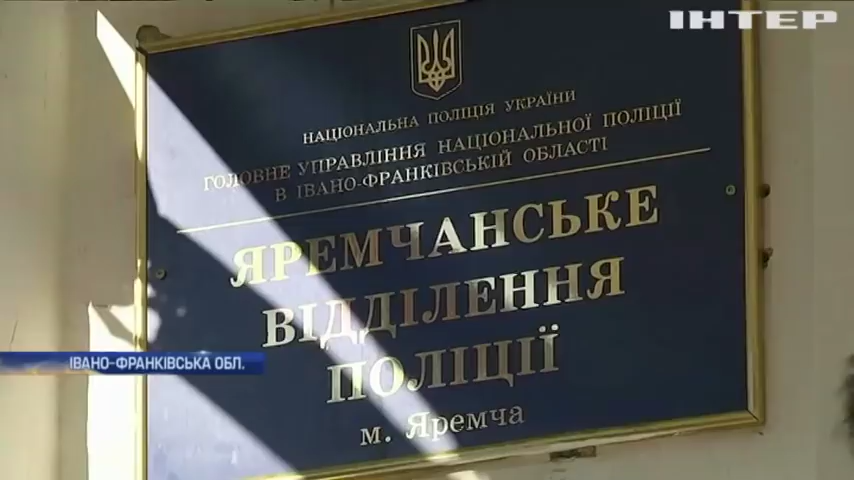 ІНТЕР
НАЦІОНАЛЬНА ПОЛІЦІЯ УКРАЇНИ
ГОЛОВНЕ УПРАВЛІННЯ НАЦІОНАЛЬНОЇ ПОЛІЦІЇ
В ІВАНО-ФРАНКІВСЬКІЙ ОБЛАСТІ
ЯРЕМЧАНСЬКЕ
ВІДДІЛЕННЯ
ПОЛІЦІЇ
м. Яремча
ІВАНО-ФРАНКІВСЬКА ОБЛ.